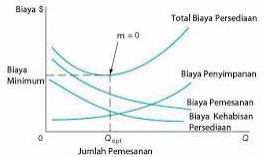 Biaya $
Total Biaya Persediaan
m = 0
Biaya
Minimum
Biaya Penyimpanan
Biaya Pemesanan
Biaya Kehabisan
Persediaan
0
Qopt
Q
Jumlah Pemesanan